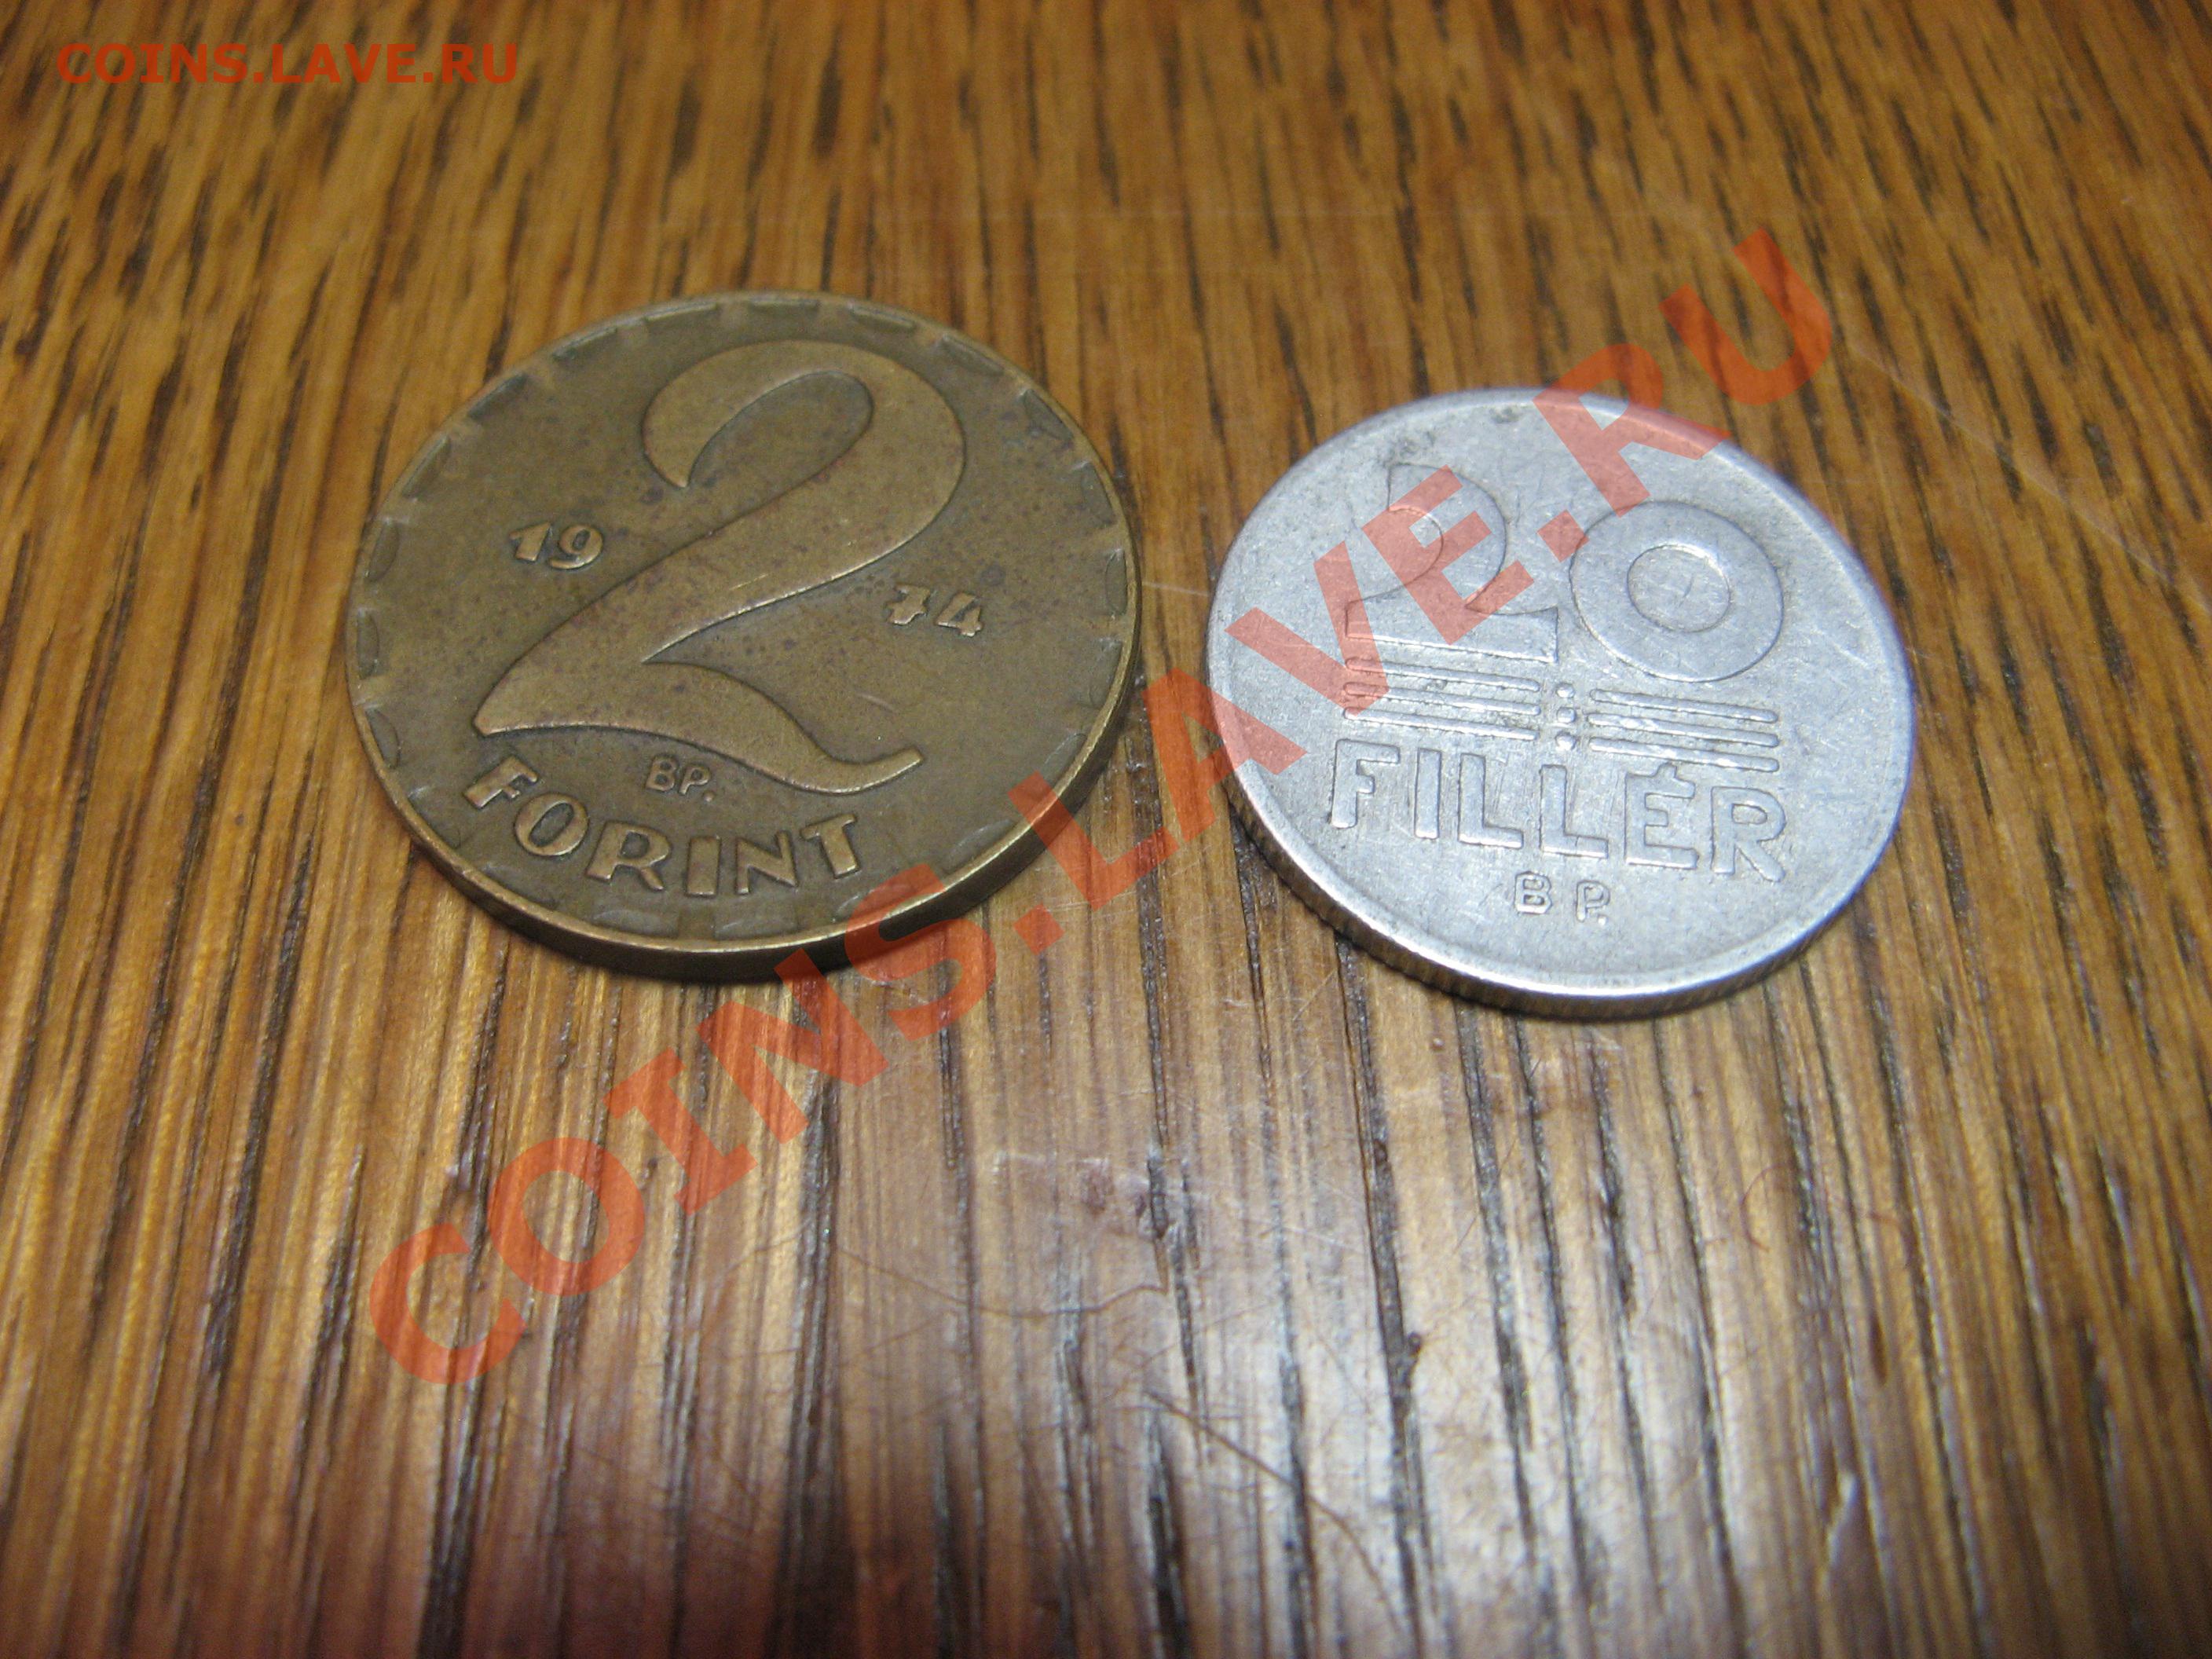 COINS.LAVE.RU
19 74
2
BP.
FORINT
20
FILLÉR
BP.
COINS.LAVE.RU